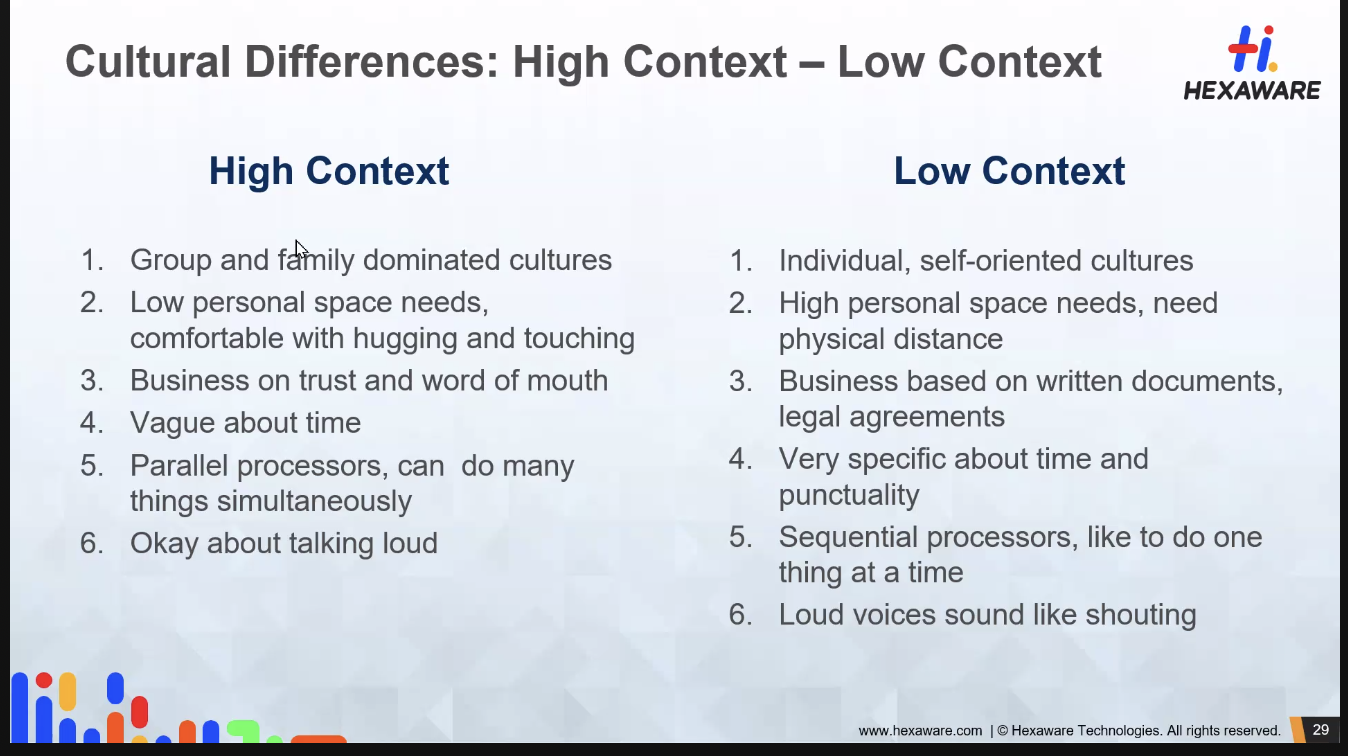 Cultural Differences: High Context – Low Context
HEXAWARE
High Context
1. Group and family dominated cultures
2. Low personal space needs,
comfortable with hugging and touching
3. Business on trust and word of mouth
4. Vague about time
5. Parallel processors, can  do many
things simultaneously
6. Okay about talking loud
Low Context
1. Individual, self-oriented cultures
2. High personal space needs, need
physical distance
3. Business based on written documents,
legal agreements
4. Very specific about time and
punctuality
5. Sequential processors, like to do one
thing at a time
6. Loud voices sound like shouting
www.hexaware.com | © Hexaware Technologies. All rights reserved. 29